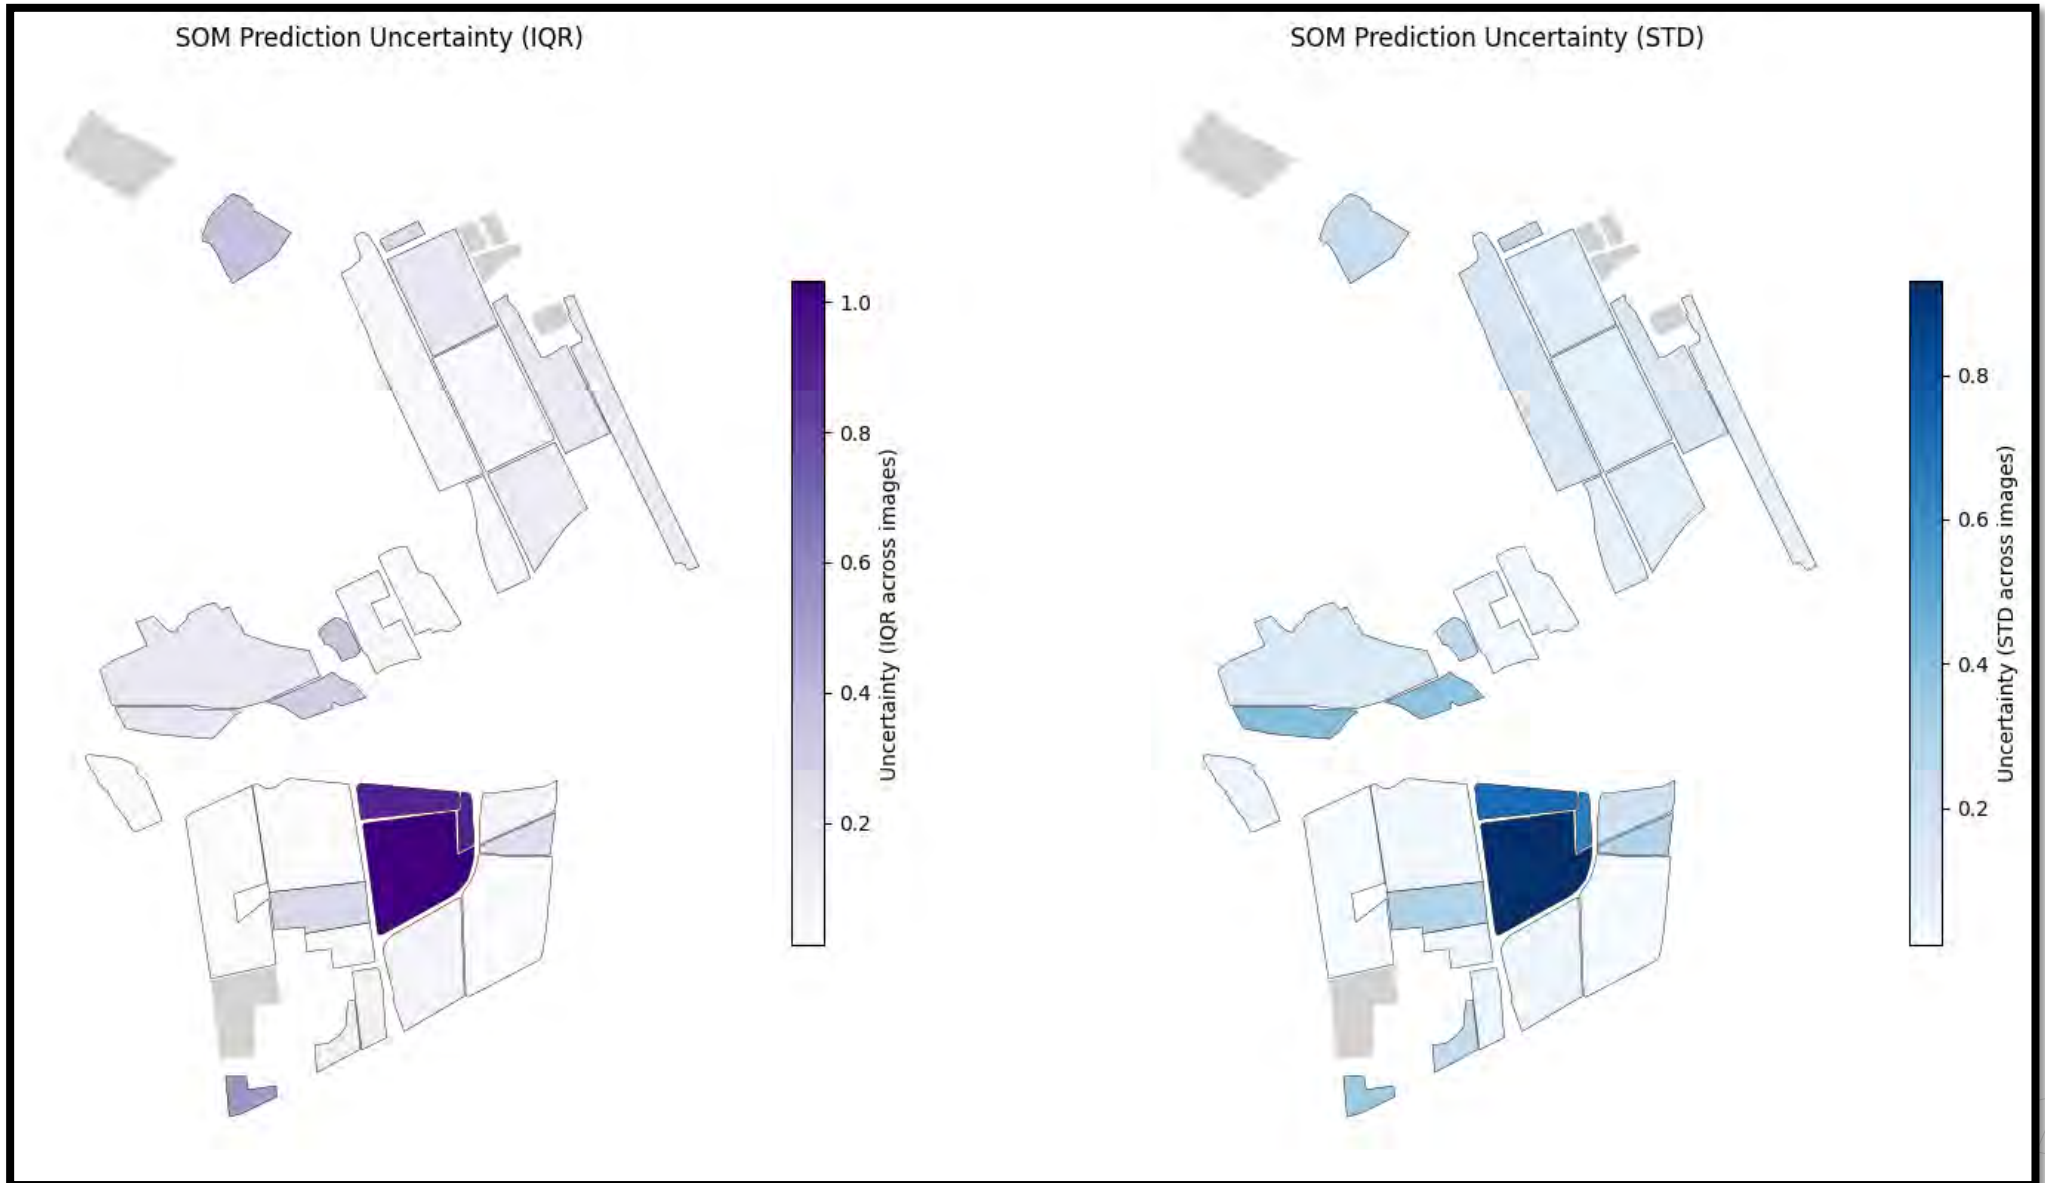 SOM Prediction Uncertainty (IQR)
SOM Prediction Uncertainty (STD)
1.0
0.8
0.6
0.4
0.2
Uncertainty (IQR across images)
0.8
0.6
0.4
0.2
Uncertainty (STD across images)